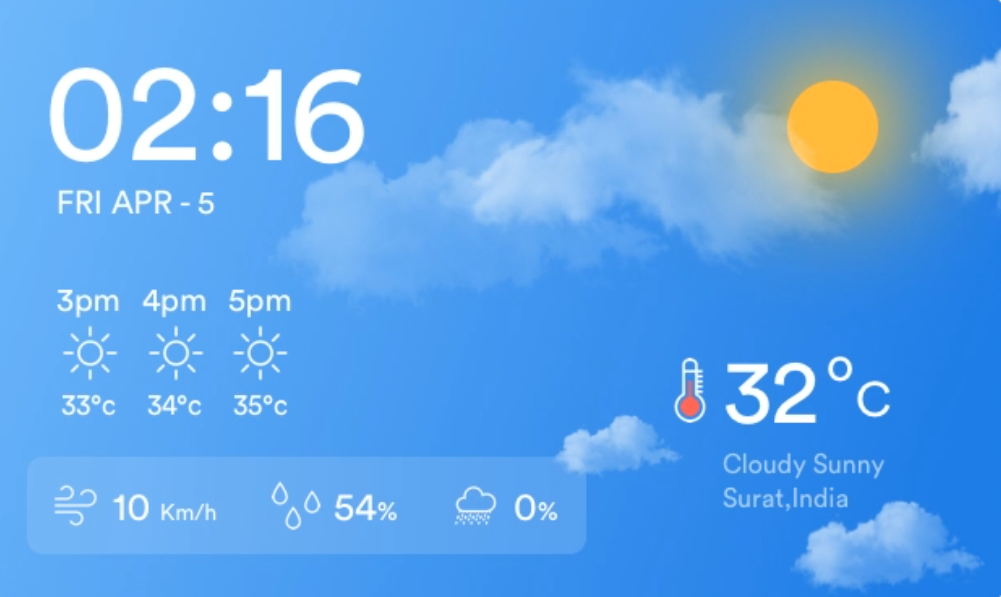 02:16
FRI APR - 5
3pm 4pm 5pm
33°c 34°c 35°c
32°C
Cloudy Sunny
Surat,India
10 Km/h 54% 0%